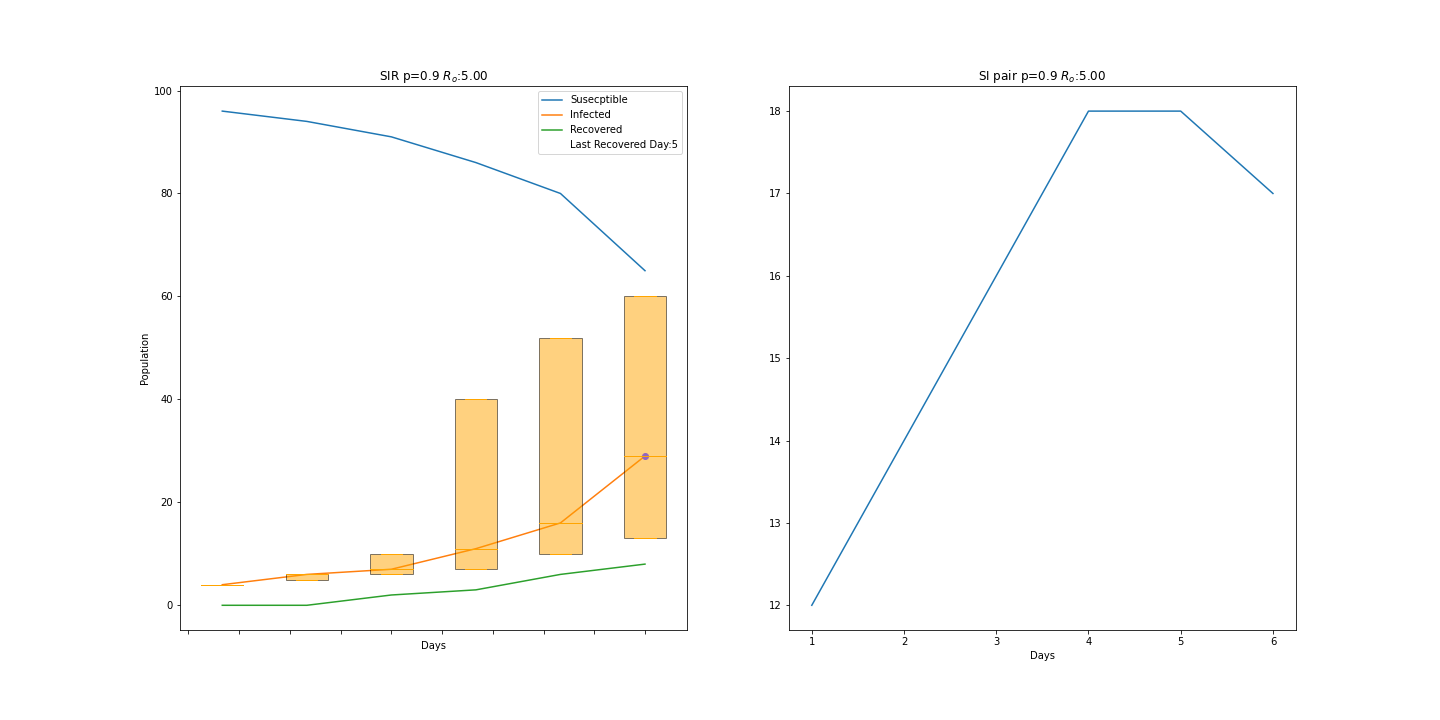 SIR p=0.9 Rₒ:5.00
100
80
60
40
20
0
Population
Susecptible
Infected
Recovered
Last Recovered Day:5
Days
SI pair p=0.9 Rₒ:5.00
18
17
16
15
14
13
12
1 2 3 4 5 6
Days